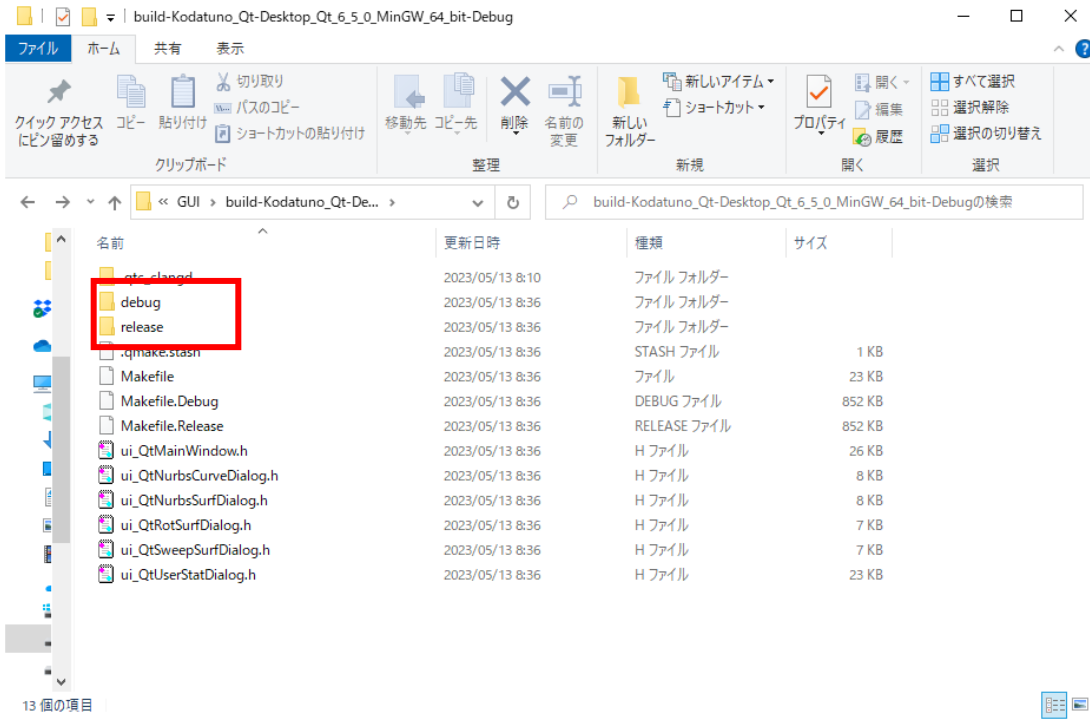 build-Kodatuno_Qt-Desktop_Qt_6_5_0_MinGW_64_bit-Debug
ファイル ホーム 共有 表示
クイック アクセスにピン留めする コピー 貼り付け 切り取り パスのコピー ショートカットの貼り付け
クリップボード
移動先 コピー先 削除 名前の変更
整理
新しいフォルダー 新しいアイテム ショートカット
新規
プロパティ 開く 編集 履歴
開く
すべて選択 選択解除 選択の切り替え
選択
« GUI › build-Kodatuno_Qt-De... ›
build-Kodatuno_Qt-Desktop_Qt_6_5_0_MinGW_64_bit-Debugの検索
名前 更新日時 種類 サイズ
.qtc_clangd 2023/05/13 8:10 ファイル フォルダー
debug 2023/05/13 8:36 ファイル フォルダー
release 2023/05/13 8:36 ファイル フォルダー
.qmake.stash 2023/05/13 8:36 STASH ファイル 1 KB
Makefile 2023/05/13 8:36 ファイル 23 KB
Makefile.Debug 2023/05/13 8:36 DEBUG ファイル 852 KB
Makefile.Release 2023/05/13 8:36 RELEASE ファイル 852 KB
ui_QtMainWindow.h 2023/05/13 8:36 H ファイル 26 KB
ui_QtNurbsCurveDialog.h 2023/05/13 8:36 H ファイル 8 KB
ui_QtNurbsSurfDialog.h 2023/05/13 8:36 H ファイル 8 KB
ui_QtRotSurfDialog.h 2023/05/13 8:36 H ファイル 7 KB
ui_QtSweepSurfDialog.h 2023/05/13 8:36 H ファイル 7 KB
ui_QtUserStatDialog.h 2023/05/13 8:36 H ファイル 23 KB
13 個の項目